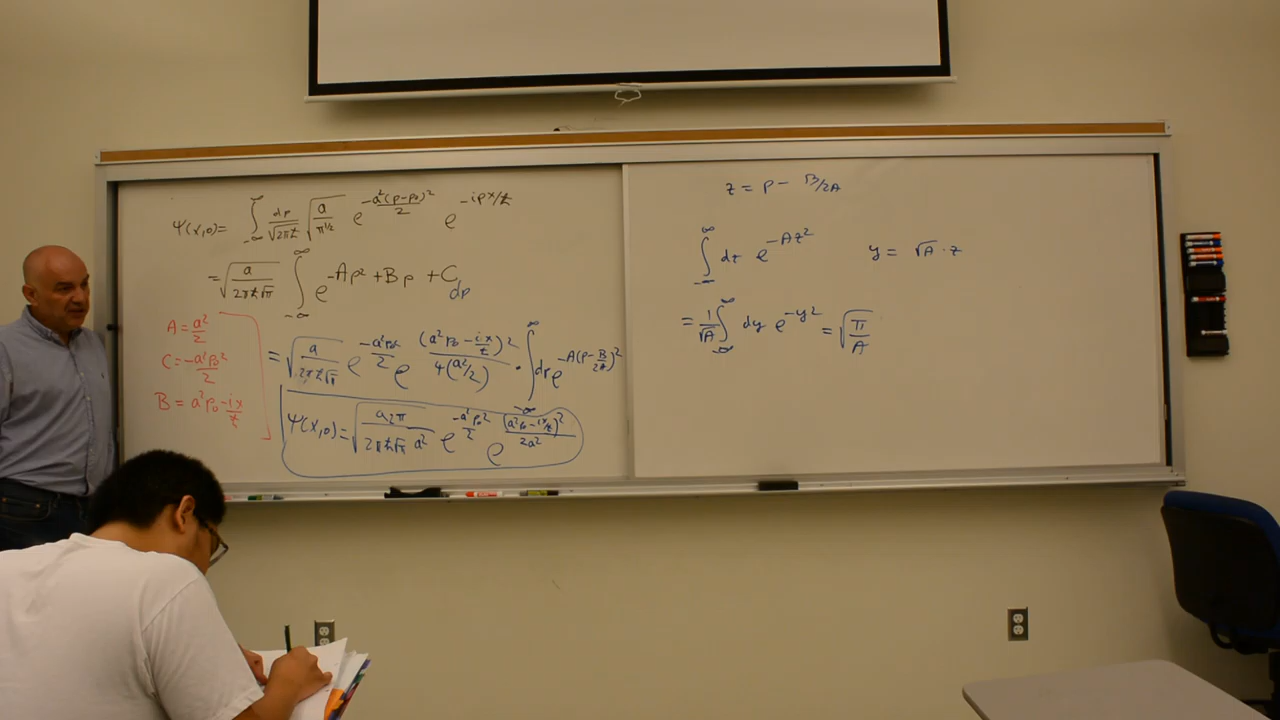 Ψ(x,0) = ∫_{-∞}^{∞} dp/√(2πħ) √(a/π^{1/2}) e^{-a²(p-p₀)²/2} e^{-ipx/ħ}
= √(a/(2πħ√π)) ∫_{-∞}^{∞} e^{-Ap² + Bp + C} dp
A = a²/2
C = -a²p₀²/2
B = a²p₀ - ix/ħ
= √(a/(2πħ√π)) e^{-a²p₀²/2} e^{(a²p₀ - ix/ħ)²/4(a²/2)} · ∫_{-∞}^{∞} dp e^{-A(p - B/2A)²}
Ψ(x,0) = √(a2π/(2πħ√π a²)) e^{-a²p₀²/2} e^{(a²p₀ - ix/ħ)²/2a²}
z = p - B/2A
∫_{-∞}^{∞} dz e^{-Az²} y = √A · z
= 1/√A ∫_{-∞}^{∞} dy e^{-y²} = √(π/A)